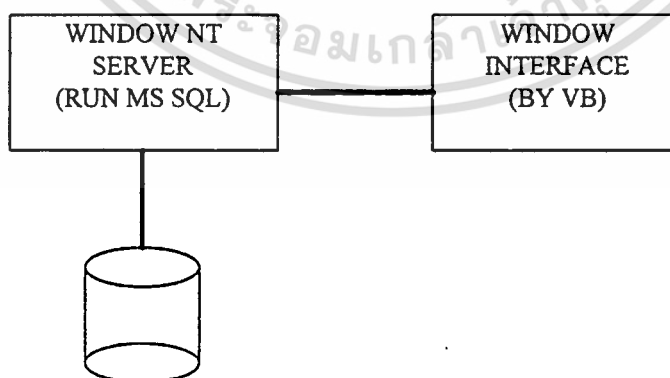 WINDOW NT
SERVER
(RUN MS SQL)
WINDOW
INTERFACE
(BY VB)